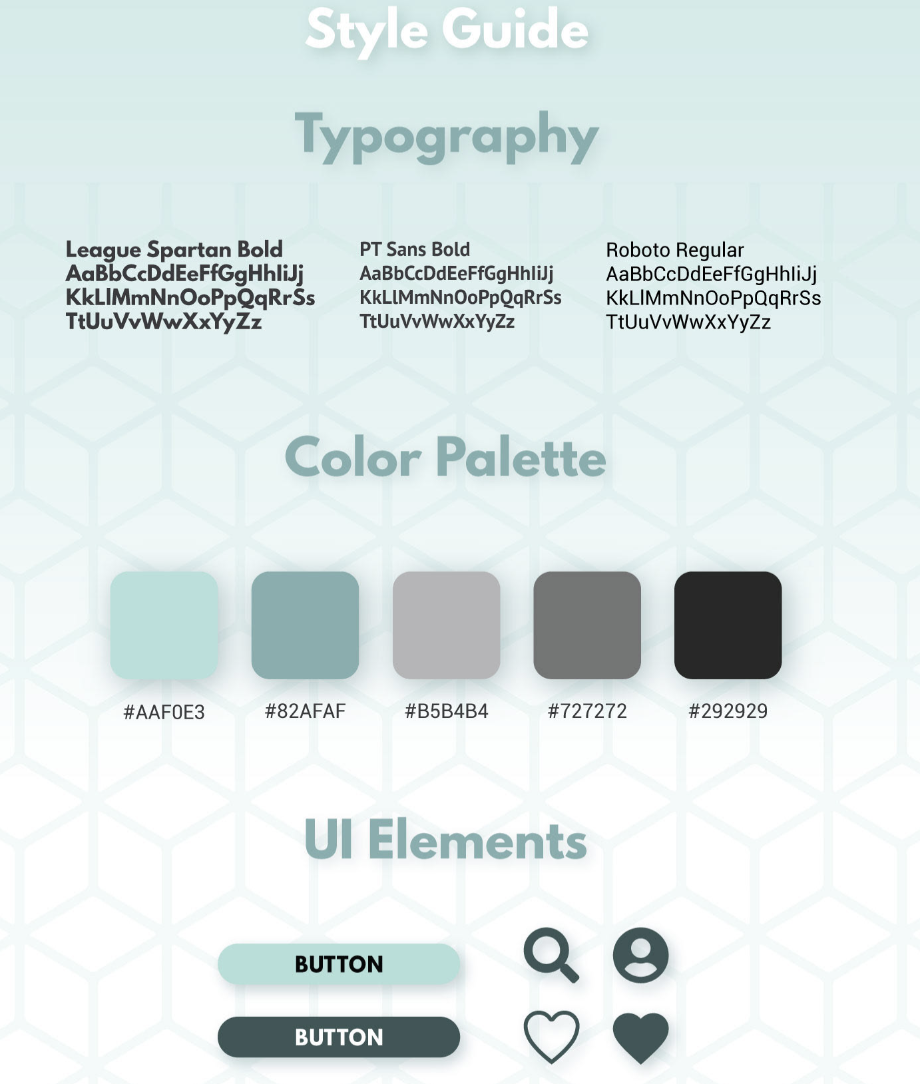 Style Guide
Typography
League Spartan Bold
AaBbCcDdEeFfGgHhIiJj
KkLlMmNnOoPpQqRrSs
TtUuVvWwXxYyZz
PT Sans Bold
AaBbCcDdEeFfGgHhIiJj
KkLlMmNnOoPpQqRrSs
TtUuVvWwXxYyZz
Roboto Regular
AaBbCcDdEeFfGgHhIiJj
KkLlMmNnOoPpQqRrSs
TtUuVvWwXxYyZz
Color Palette
#AAF0E3
#82AFAF
#B5B4B4
#727272
#292929
UI Elements
BUTTON
BUTTON